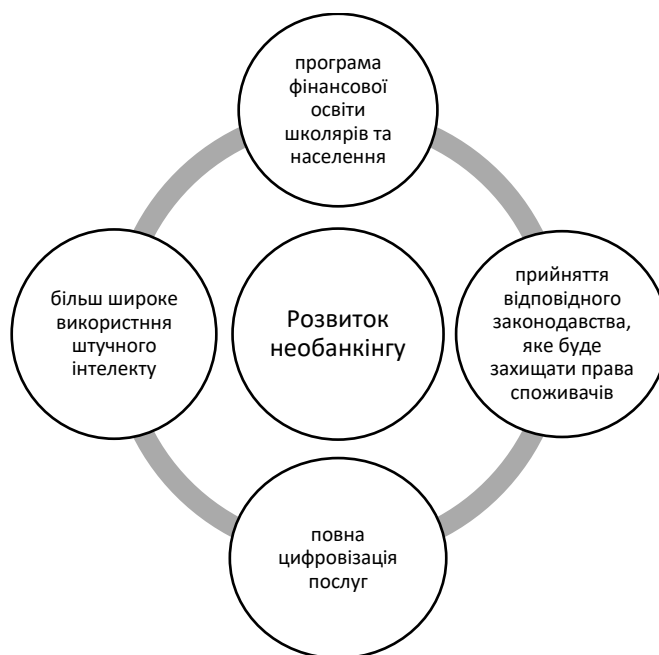 програма
фінансової
освіти
школярів та
населення
більш широке
використння
штучного
інтелекту
Розвиток
необанкінгу
прийняття
відповідного
законодавства,
яке буде
захищати права
споживачів
повна
цифровізація
послуг